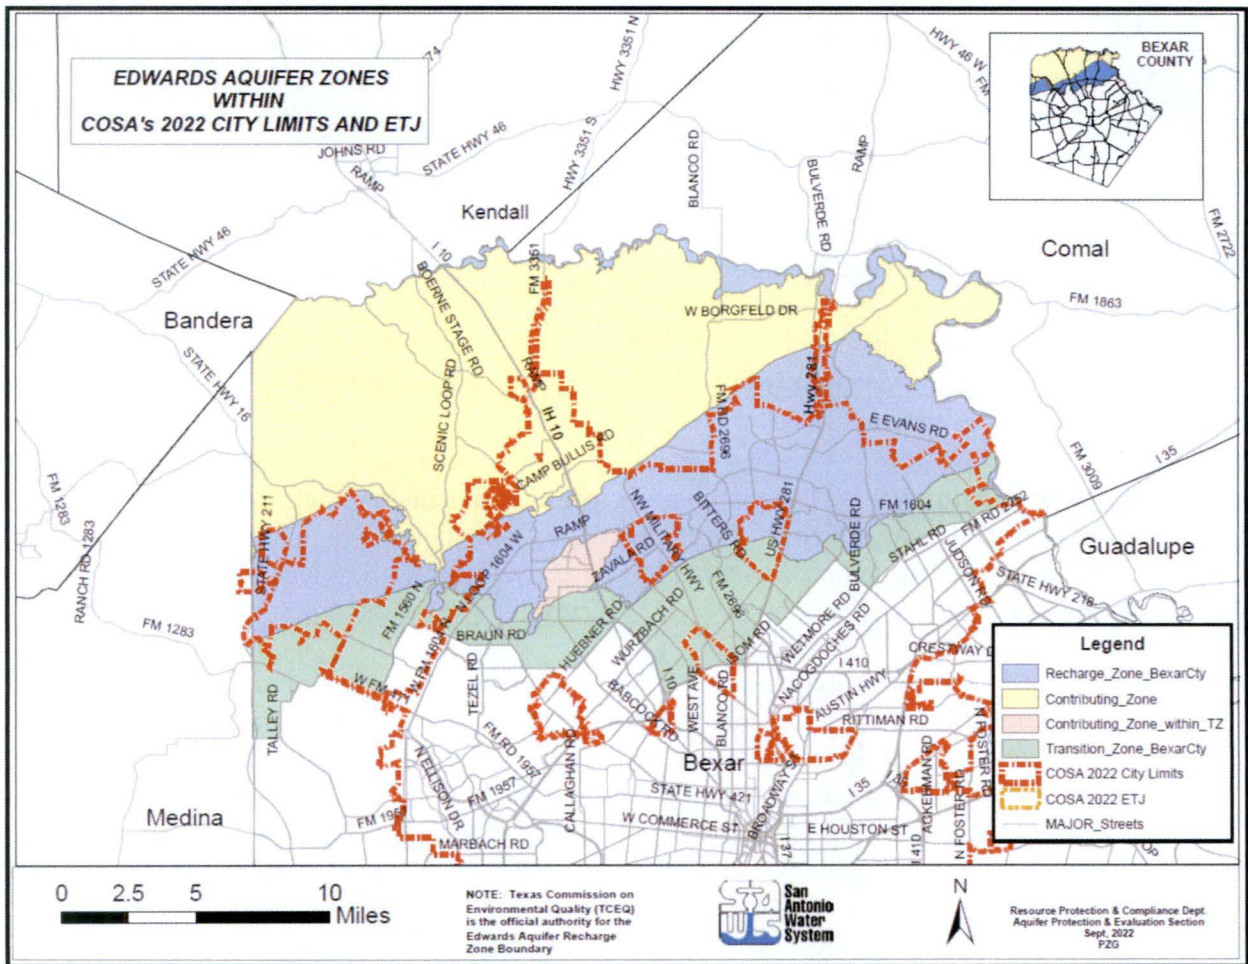 EDWARDS AQUIFER ZONES
WITHIN
COSA's 2022 CITY LIMITS AND ETJ
BEXAR
COUNTY
HWY 3351 N
HWY 46 W
JOHNS RD
RAMP
STATE HWY 46
HWY 3351 S
BLANCO RD
BULVERDE RD
RAMP
FM 2722
Kendall
STATE HWY 46
I 10
Comal
BOERNE STAGE RD
FM 3351
FM 1863
W BORGFELD DR
Bandera
STATE HWY 16
SCENIC LOOP RD
RAMP
IH 10
Hwy 281
FM RD 2696
E EVANS RD
CAMP BULLIS RD
FM 3009
I 35
FM 1283
RANCH RD 1283
STATE HWY 211
RAMP
NW MILITARY HWY
BITTERS RD
US HWY 281
FM 1604
BULVERDE RD
STAHL RD
FM RD 2252
JUDSON RD
Guadalupe
N LOOP 1604 W
ZAVALA RD
FM 1560 N
FM 2696
STATE HWY 218
FM 1283
BRAUN RD
HUEBNER RD
WURZBACH RD
WETMORE RD
NACOGDOCHES RD
I 410
TALLEY RD
TEZEL RD
BABCOCK RD
I 10
WEST AVE
BLANCO RD
AUSTIN HWY
RITTIMAN RD
FM RD 1957
CALLAGHAN RD
Bexar
N FOSTER RD
N ELLISON DR
FM 1957
STATE HWY 421
BROADWAY ST
I 35
ACKERMAN RD
N FOSTER RD
Medina
W COMMERCE ST
E HOUSTON ST
MARBACH RD
I 37
I 410
Legend
Recharge_Zone_BexarCty
Contributing_Zone
Contributing_Zone_within_TZ
Transition_Zone_BexarCty
COSA 2022 City Limits
COSA 2022 ETJ
MAJOR_Streets
0 2.5 5 10
Miles
NOTE: Texas Commission on
Environmental Quality (TCEQ)
is the official authority for the
Edwards Aquifer Recharge
Zone Boundary
San
Antonio
Water
System
N
Resource Protection & Compliance Dept.
Aquifer Protection & Evaluation Section
Sept, 2022
PZG